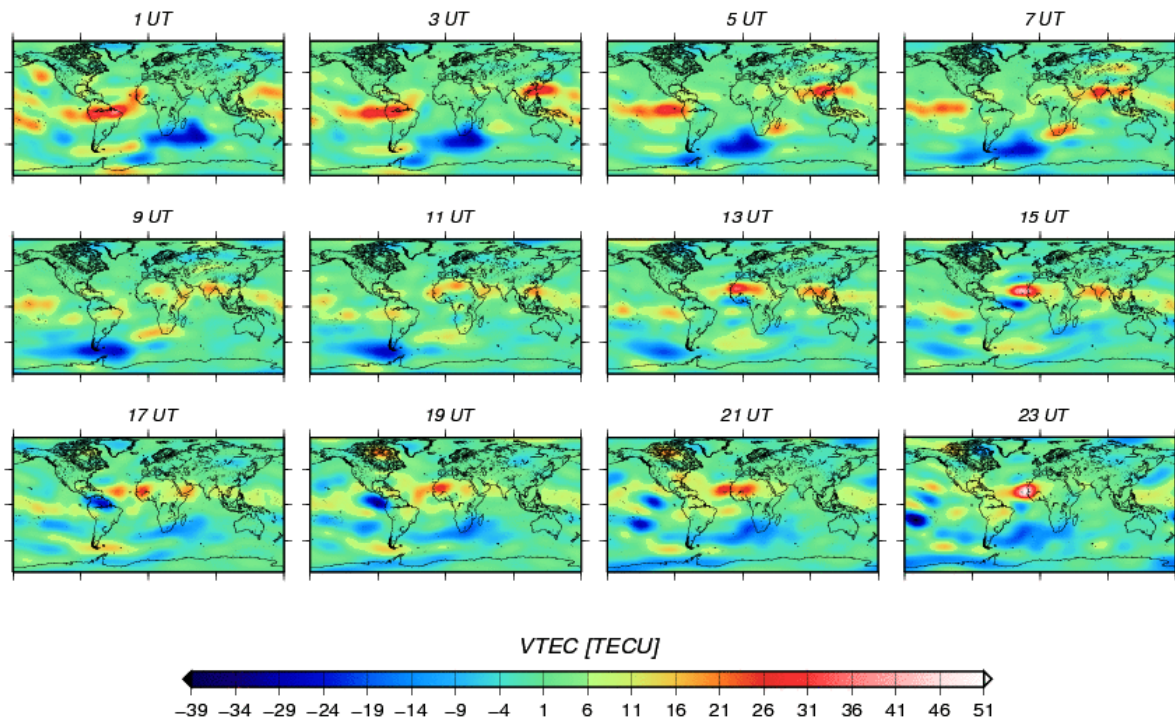 1 UT 3 UT 5 UT 7 UT
9 UT 11 UT 13 UT 15 UT
17 UT 19 UT 21 UT 23 UT
VTEC [TECU]
−39 −34 −29 −24 −19 −14 −9 −4 1 6 11 16 21 26 31 36 41 46 51